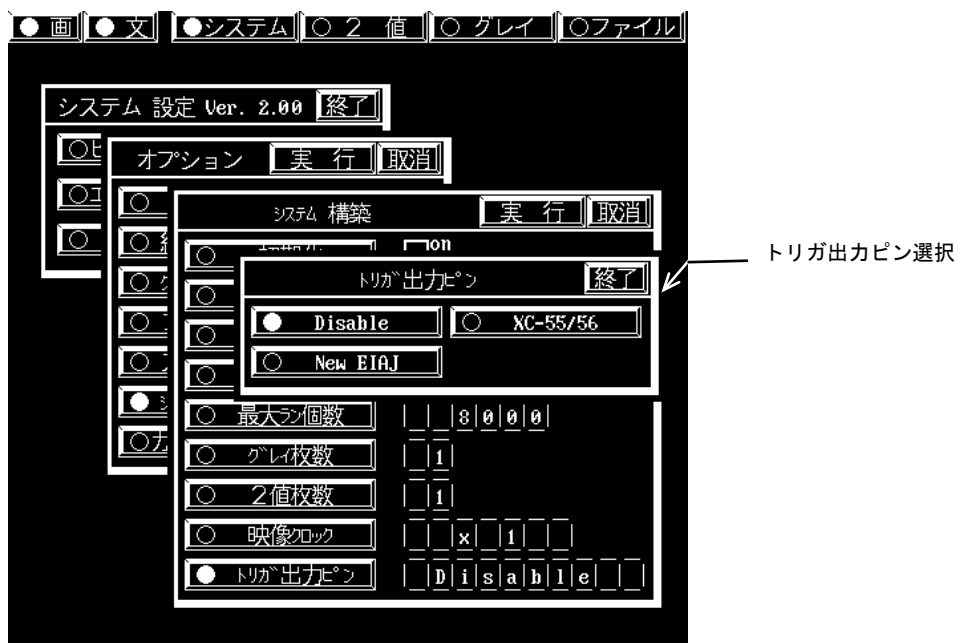 画 文 システム 2 値 グレイ ファイル
システム 設定 Ver. 2.00 終了
オプション 実 行 取消
システム 構築 実 行 取消
on
トリガ出力ピン 終了
トリガ出力ピン選択
Disable XC-55/56
New EIAJ
最大ラン個数 8000
グレイ枚数 1
2値枚数 1
映像クロック x 1
トリガ出力ピン Disable